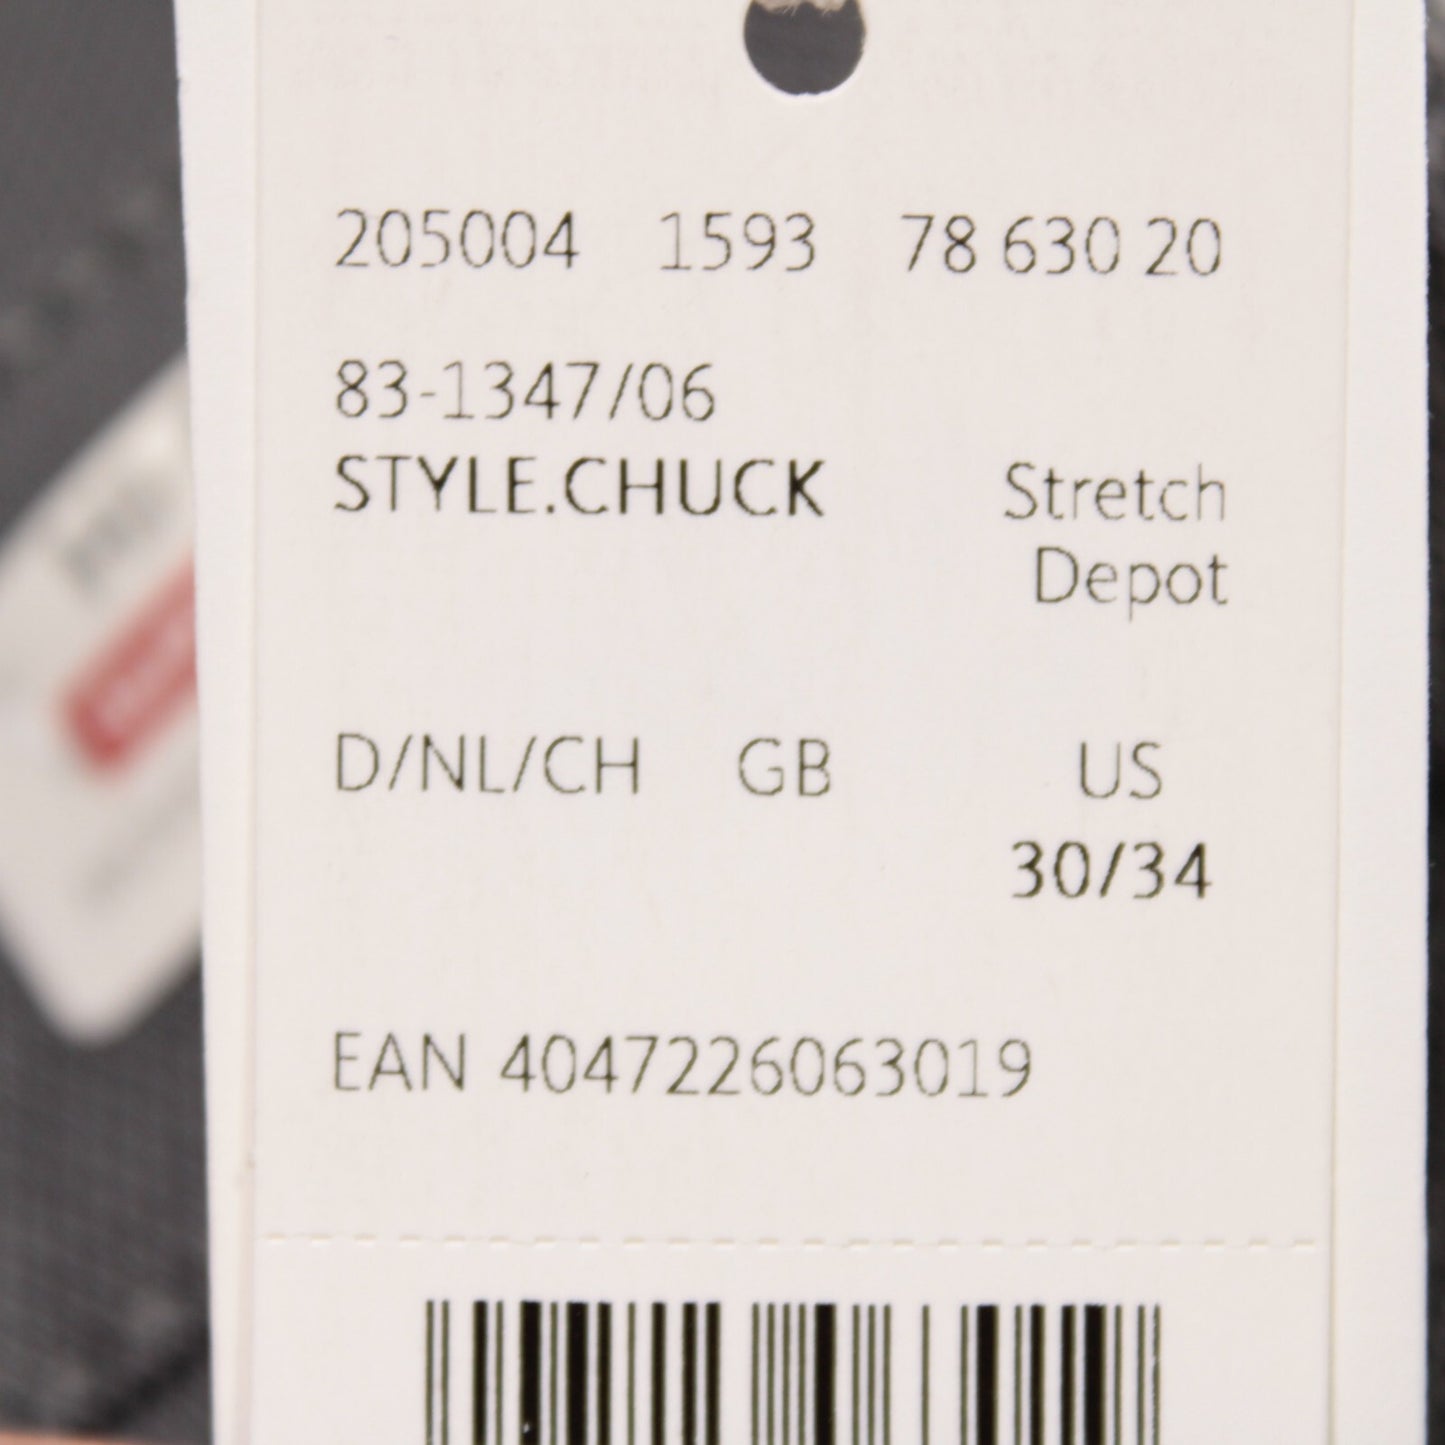 205004 1593 78 630 20
83-1347/06
STYLE.CHUCK Stretch
Depot
D/NL/CH GB US
30/34
EAN 4047226063019